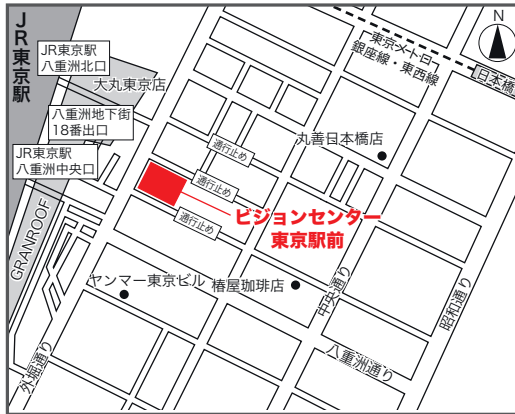 JR東京駅
JR東京駅
八重洲北口
大丸東京店
八重洲地下街
18番出口
JR東京駅
八重洲中央口
GRANROOF
外堀通り
ヤンマー東京ビル
椿屋珈琲店
通行止め
通行止め
通行止め
ビジョンセンター
東京駅前
丸善日本橋店
東京メトロ
銀座線・東西線
日本橋
N
中央通り
八重洲通り
昭和通り